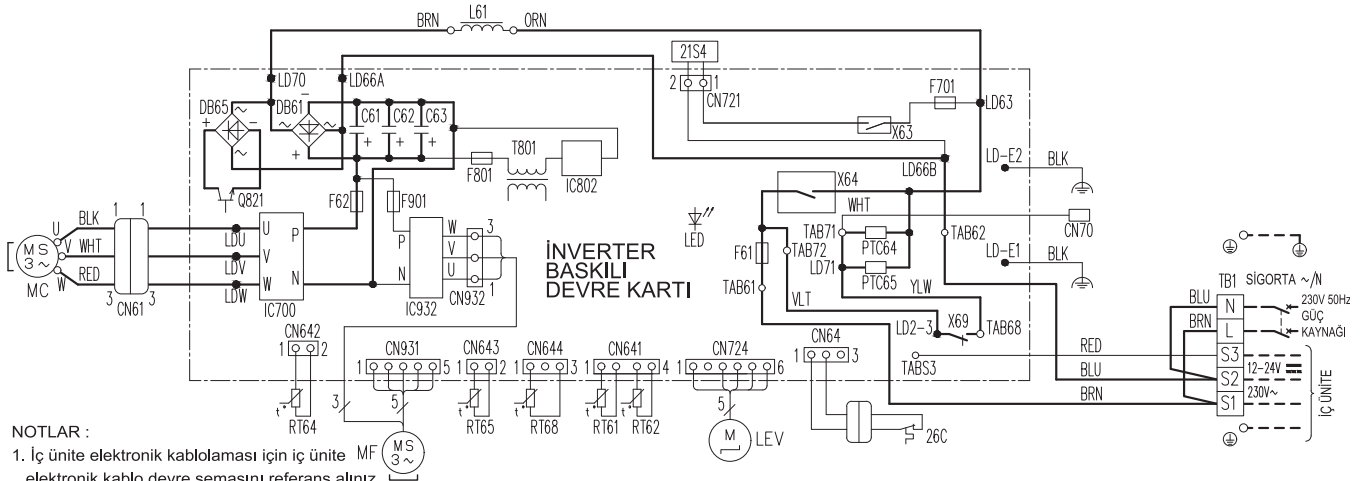 BRN L61 ORN
21S4
LD70 LD66A
2 1
CN721
F701
LD63
X63
DB65 DB61
C61 C62 C63
+ ~ - ~ - ~ + ~
+ + +
T801
F801
IC802
Q821
F62 F901
LD66B
LD-E2 BLK
X64
WHT
CN70
LED
TAB71
PTC64
TAB62
F61
TAB72
LD71
PTC65
LD-E1 BLK
TAB61
YLW
VLT
LD2-3
X69
TAB68
TABS3
İNVERTER
BASKILI
DEVRE KARTI
MS
3~
MC
U BLK
V WHT
W RED
1 1
3 3
CN61
LDU
LDV
LDW
U
V
W
P
N
IC700
P
N
W
V
U
IC932
3
1
CN932
CN642
1 2
RT64
t°
3
CN931
1 5
5
MF
MS
3~
CN643
1 2
RT65
t°
CN644
1 3
RT68
t°
CN641
1 4
RT61 RT62
t° t°
CN724
1 6
5
M
LEV
CN64
1 3
26C
RED
BLU
BRN
TB1 SİGORTA ~/N
BLU
BRN
N
L
S3
S2
S1
230V 50Hz
GÜÇ
KAYNAĞI
12-24V
230V~
İÇ ÜNİTE
NOTLAR :
1. İç ünite elektronik kablolaması için iç ünite
elektronik kablo devre şemasını referans alınız